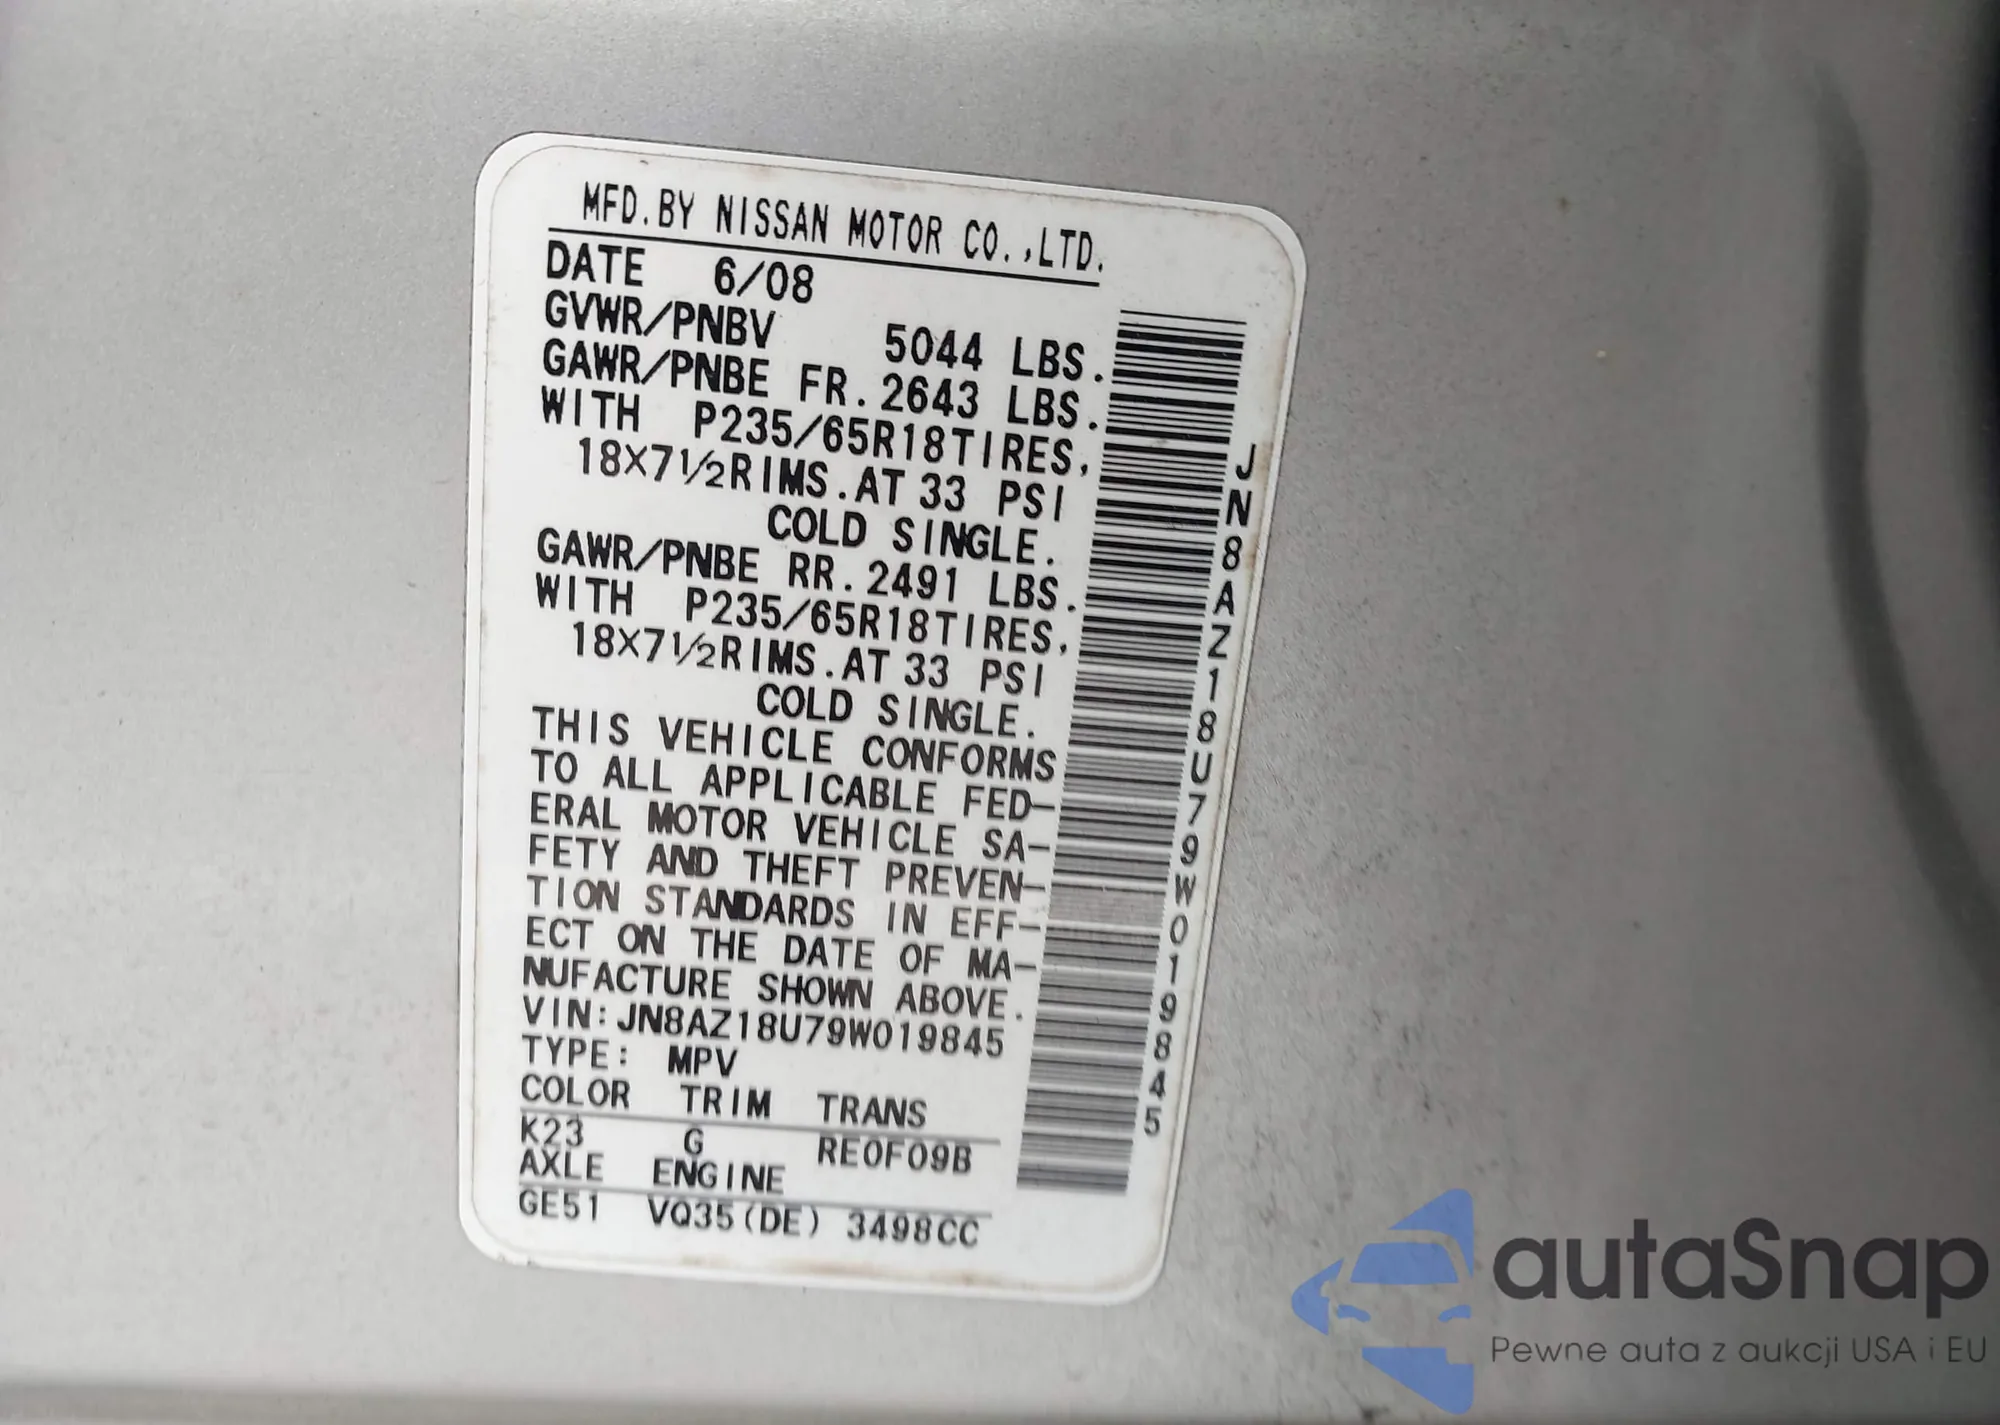 MFD.BY NISSAN MOTOR CO.,LTD.
DATE 6/08
GVWR/PNBV 5044 LBS.
GAWR/PNBE FR.2643 LBS.
WITH P235/65R18TIRES,
18X7½RIMS.AT 33 PSI
COLD SINGLE.
GAWR/PNBE RR.2491 LBS.
WITH P235/65R18TIRES,
18X7½RIMS.AT 33 PSI
COLD SINGLE.
THIS VEHICLE CONFORMS
TO ALL APPLICABLE FED-
ERAL MOTOR VEHICLE SA-
FETY AND THEFT PREVEN-
TION STANDARDS IN EFF-
ECT ON THE DATE OF MA-
NUFACTURE SHOWN ABOVE.
VIN:JN8AZ18U79W019845
TYPE: MPV
COLOR TRIM TRANS
K23 G RE0F09B
AXLE ENGINE
GE51 VQ35(DE) 3498CC
JN8AZ18U79W019845
autaSnap
Pewne auta z aukcji USA i EU